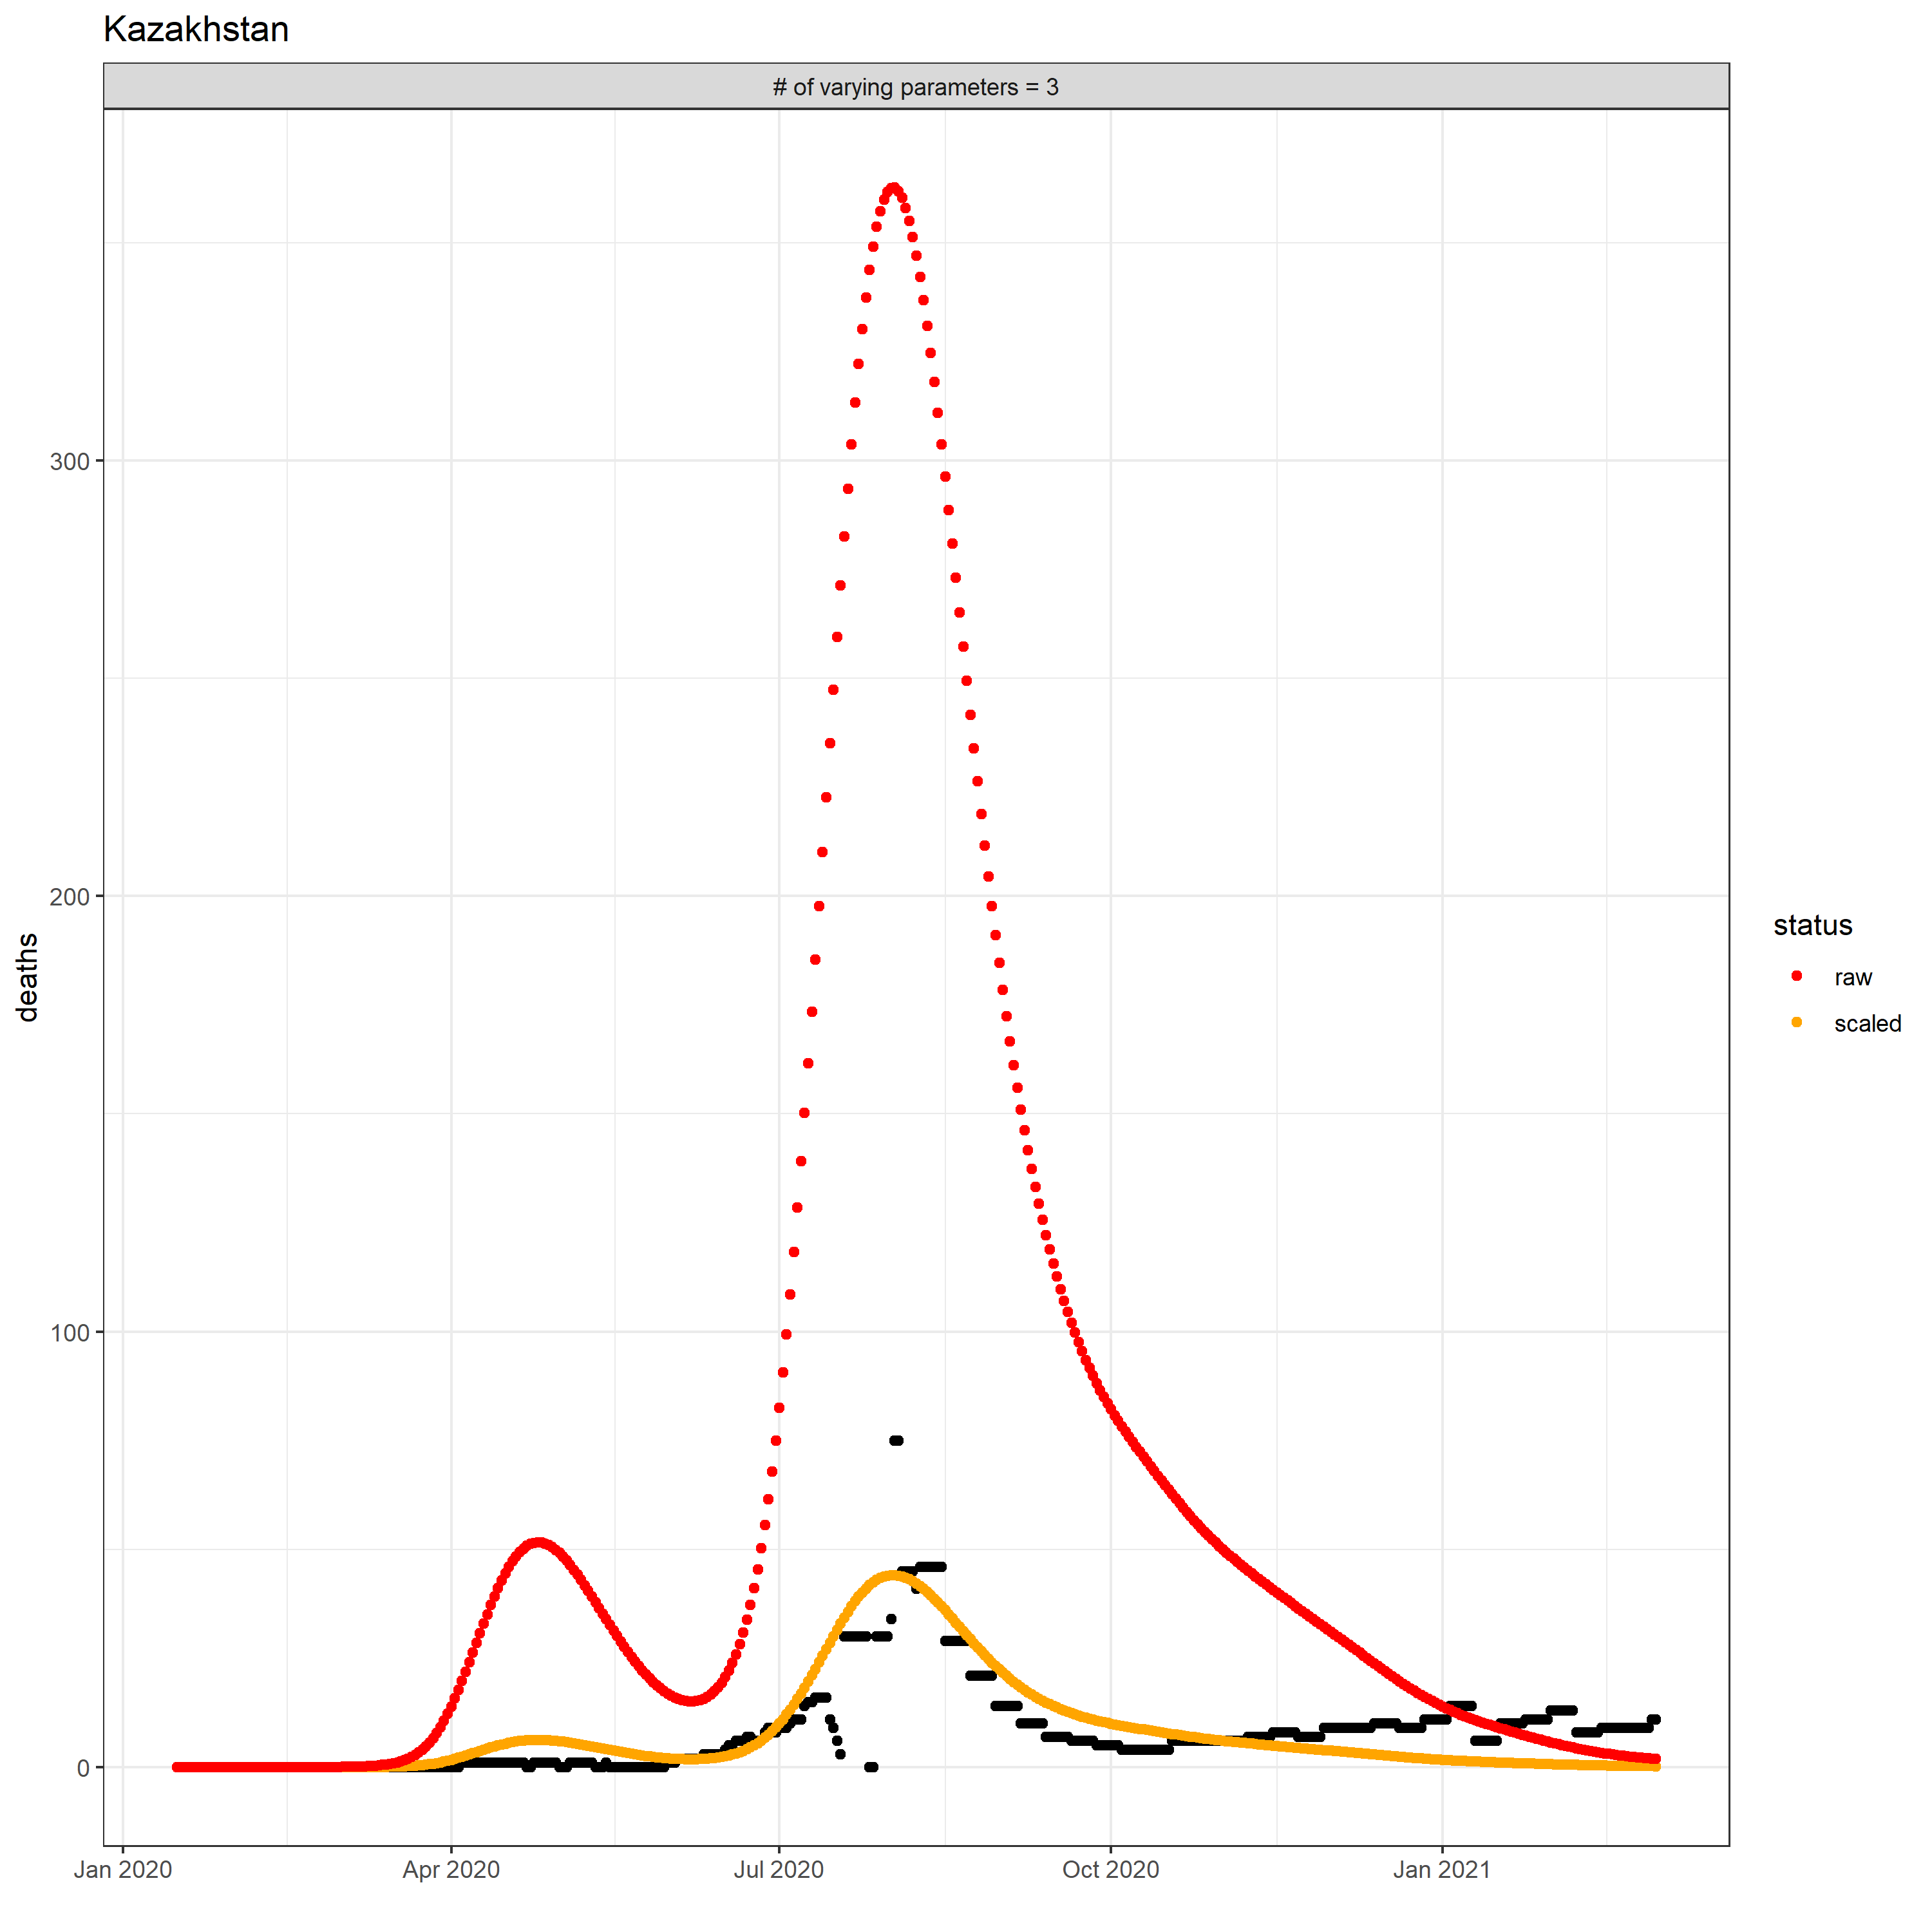 Kazakhstan
# of varying parameters = 3
300
200
100
0
deaths
Jan 2020
Apr 2020
Jul 2020
Oct 2020
Jan 2021
status
raw
scaled